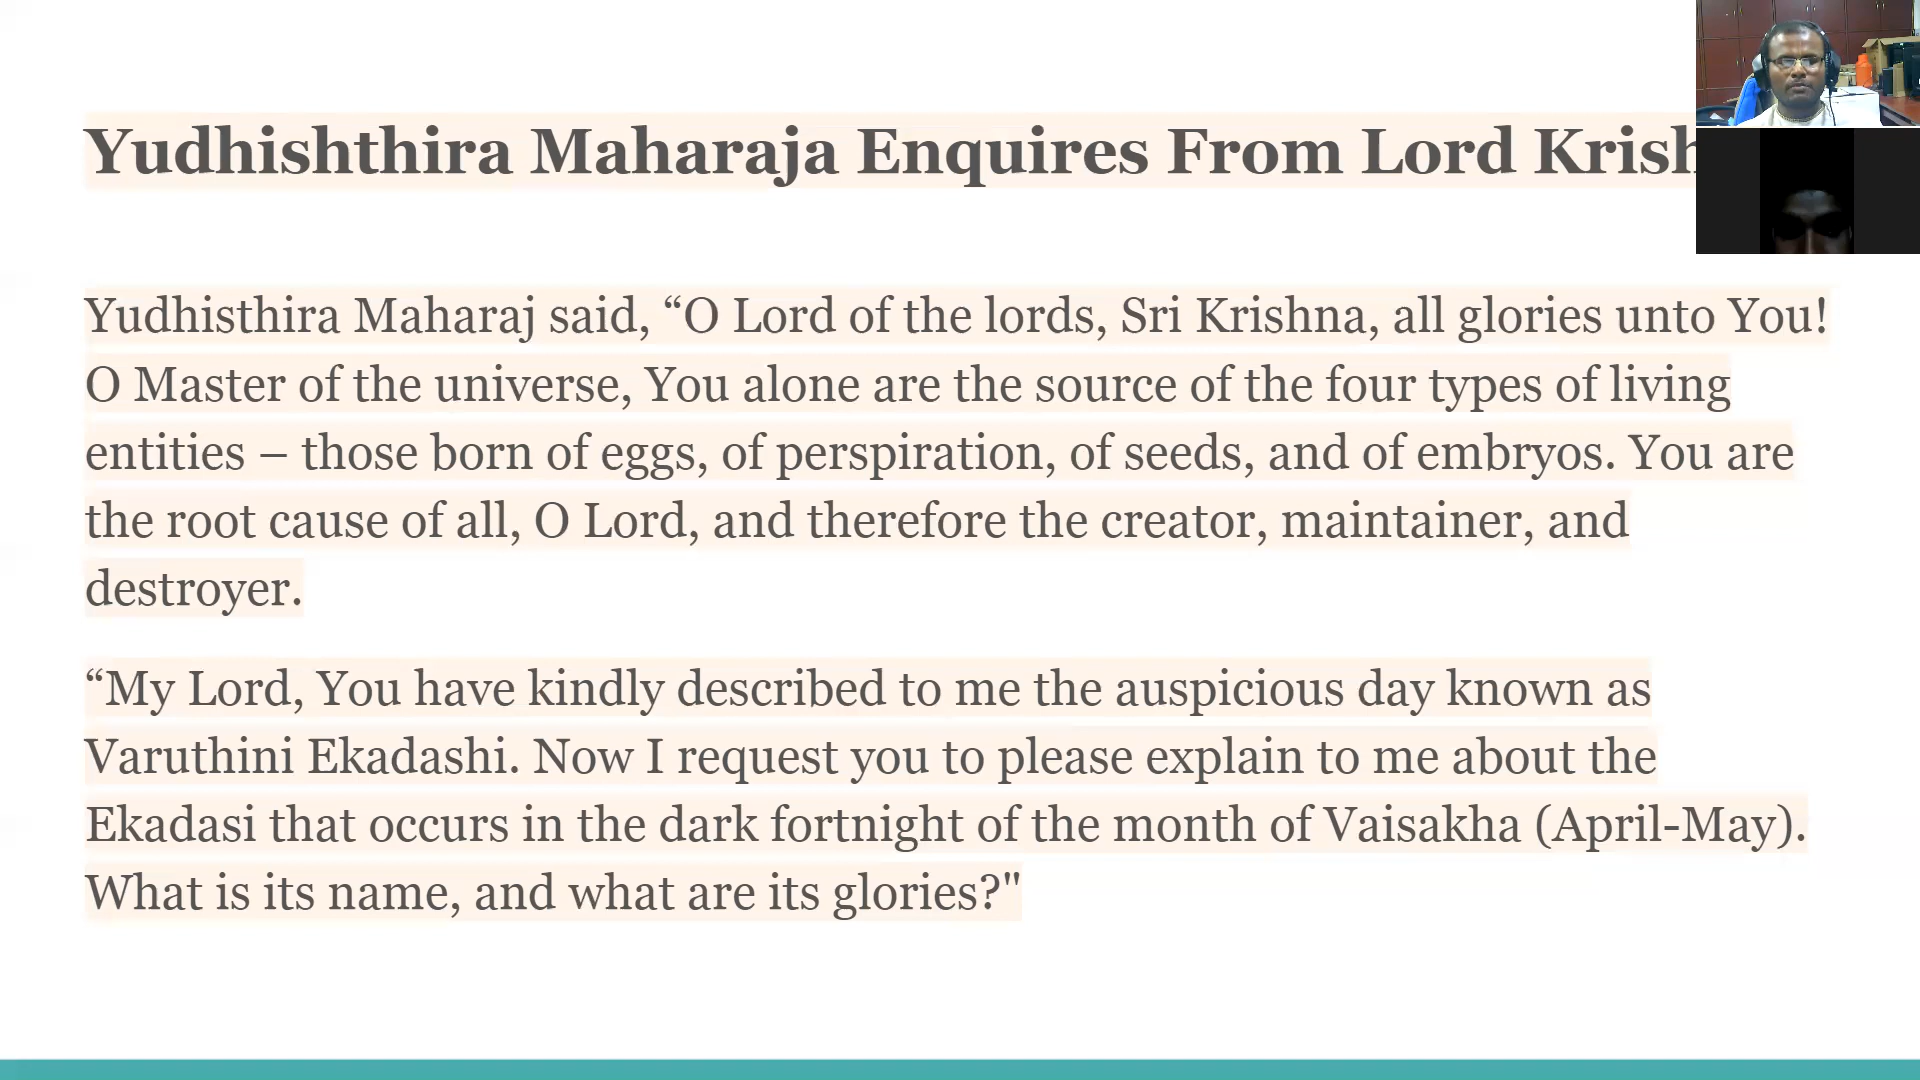 Yudhishthira Maharaja Enquires From Lord
Yudhisthira Maharaj said, “O Lord of the lords, Sri Krishna, all glories unto You!
O Master of the universe, You alone are the source of the four types of living
entities – those born of eggs, of perspiration, of seeds, and of embryos. You are
the root cause of all, O Lord, and therefore the creator, maintainer, and
destroyer.
“My Lord, You have kindly described to me the auspicious day known as
Varuthini Ekadashi. Now I request you to please explain to me about the
Ekadasi that occurs in the dark fortnight of the month of Vaisakha (April-May).
What is its name, and what are its glories?"